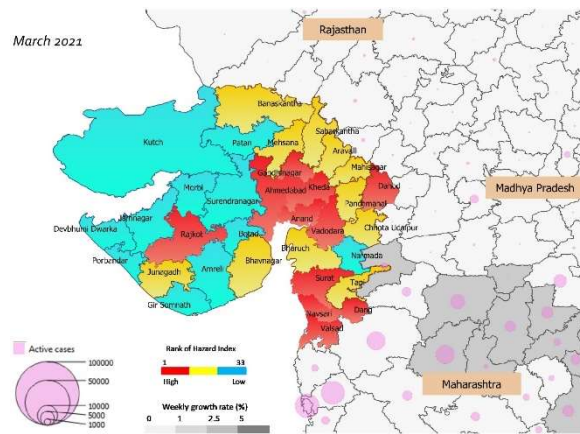 March 2021
Rajasthan
Banaskantha
Kutch
Patan
Mehsana
Sabarkantha
Aravalli
Gandhinagar
Mahisagar
Madhya Pradesh
Morbi
Surendranagar
Ahmedabad
Kheda
Dahod
Panchmahal
Jamnagar
Anand
Vadodara
Chhota Udaipur
Devbhumi Dwarka
Rajkot
Botad
Bharuch
Narmada
Porbandar
Junagadh
Amreli
Bhavnagar
Gir Somnath
Surat
Tapi
Navsari
Dang
Valsad
Maharashtra
Active cases
100000
50000
10000
5000
1000
Rank of Hazard Index
1 33
High Low
Weekly growth rate (%)
0 1 2 3 4 5